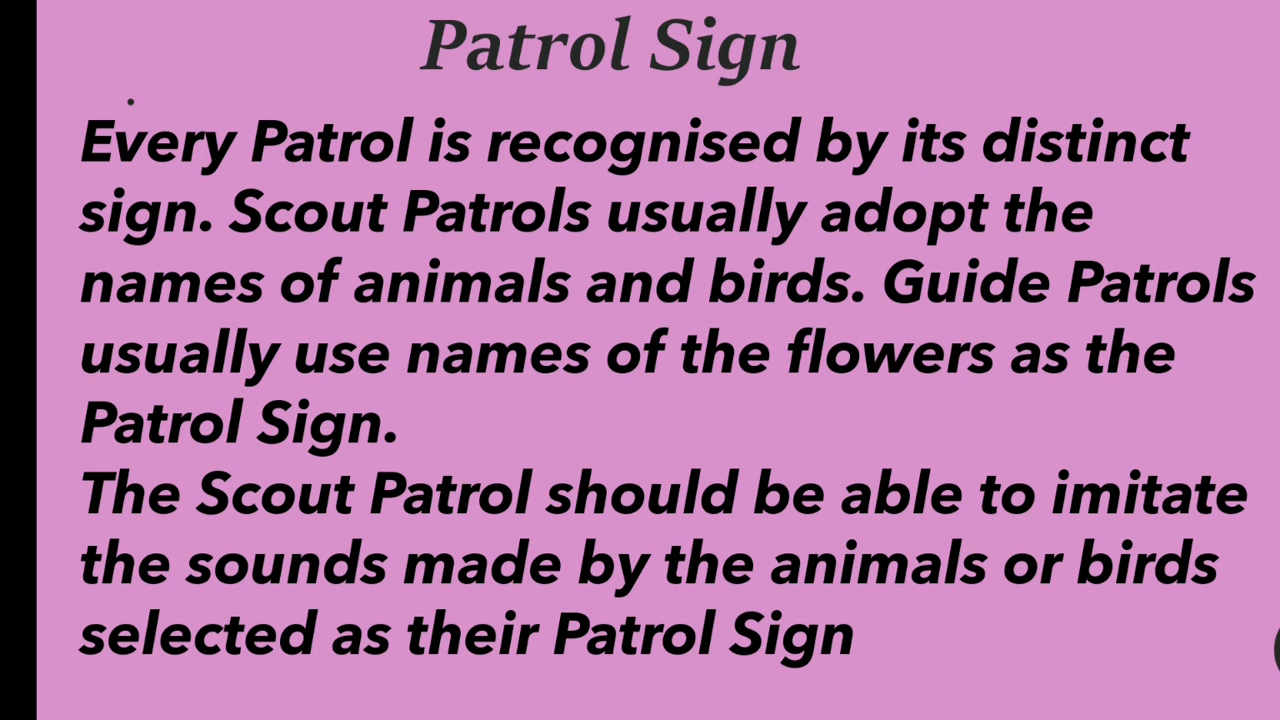 Patrol Sign
Every Patrol is recognised by its distinct
sign. Scout Patrols usually adopt the
names of animals and birds. Guide Patrols
usually use names of the flowers as the
Patrol Sign.
The Scout Patrol should be able to imitate
the sounds made by the animals or birds
selected as their Patrol Sign